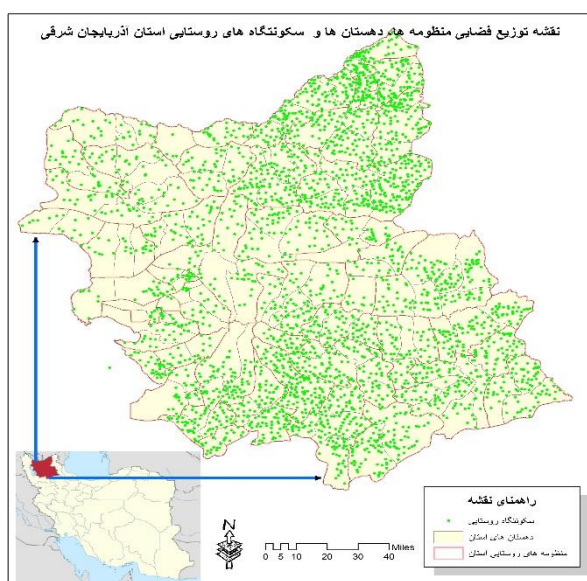 نقشه توزیع فضایی منظومه ها، دهستان ها و سکونتگاه های روستایی استان آذربایجان شرقی
راهنمای نقشه
سکونتگاه روستایی
دهستان های استان
منظومه های روستایی استان
N
Miles
0 5 10 20 30 40